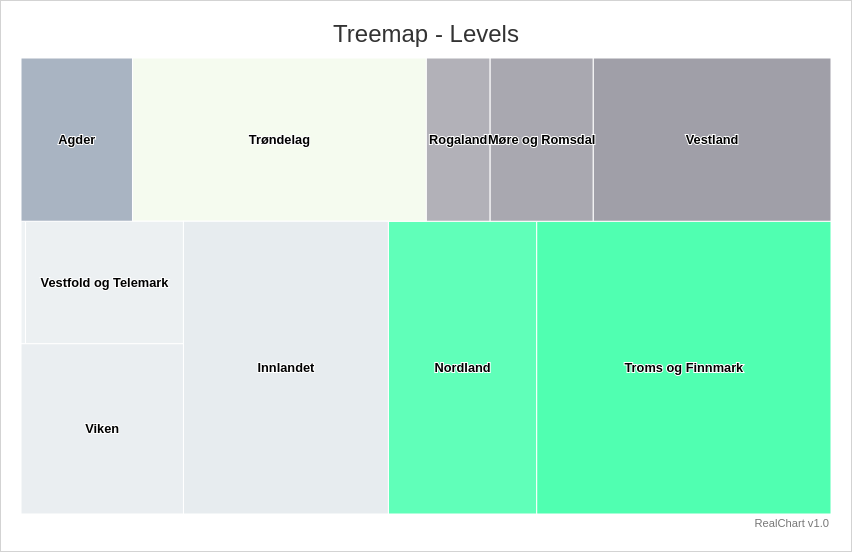 Treemap - Levels
Agder
Trøndelag
Rogaland
Møre og Romsdal
Vestland
Vestfold og Telemark
Innlandet
Nordland
Troms og Finnmark
Viken
RealChart v1.0